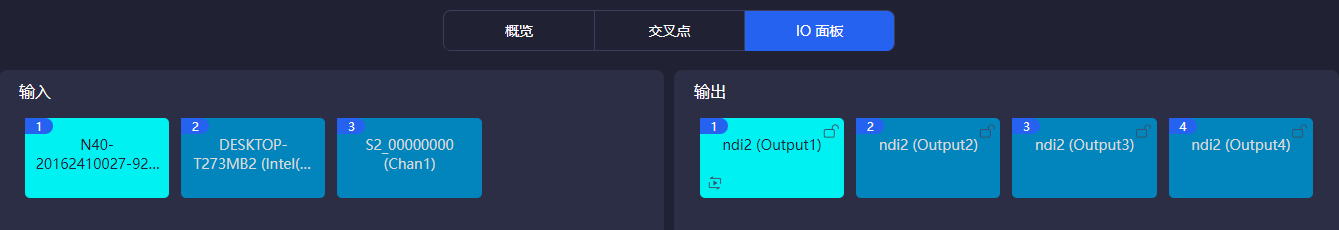 概览
交叉点
IO 面板
输入
输出
1
N40-
20162410027-92...
2
DESKTOP-
T273MB2 (Intel(...
3
S2_00000000
(Chan1)
1
ndi2 (Output1)
2
ndi2 (Output2)
3
ndi2 (Output3)
4
ndi2 (Output4)